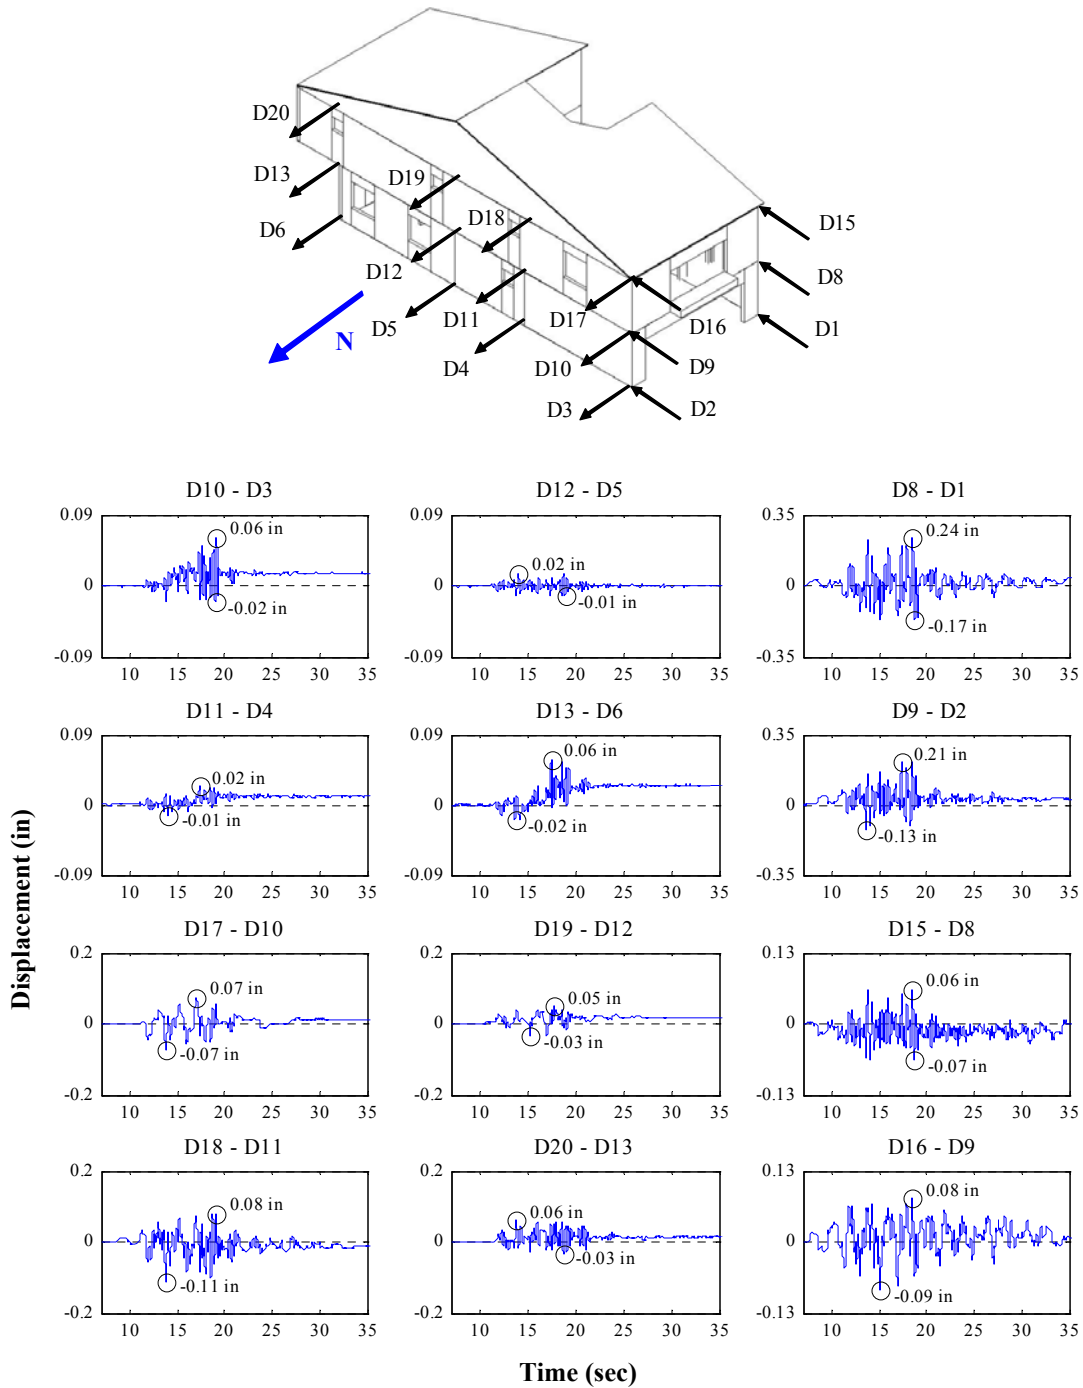 D20
D13
D19
D6
D18
D15
D12
D8
D5
D11
D17
D16
D1
N
D4
D10
D9
D3
D2
D10 - D3
0.09
0.06 in
0
-0.02 in
-0.09
10 15 20 25 30 35
D12 - D5
0.09
0.02 in
0
-0.01 in
-0.09
10 15 20 25 30 35
D8 - D1
0.35
0.24 in
0
-0.17 in
-0.35
10 15 20 25 30 35
D11 - D4
0.09
0.02 in
0
-0.01 in
-0.09
10 15 20 25 30 35
D13 - D6
0.09
0.06 in
0
-0.02 in
-0.09
10 15 20 25 30 35
D9 - D2
0.35
0.21 in
0
-0.13 in
-0.35
10 15 20 25 30 35
Displacement (in)
D17 - D10
0.2
0.07 in
0
-0.07 in
-0.2
10 15 20 25 30 35
D19 - D12
0.2
0.05 in
0
-0.03 in
-0.2
10 15 20 25 30 35
D15 - D8
0.13
0.06 in
0
-0.07 in
-0.13
10 15 20 25 30 35
D18 - D11
0.2
0.08 in
0
-0.11 in
-0.2
10 15 20 25 30 35
D20 - D13
0.2
0.06 in
0
-0.03 in
-0.2
10 15 20 25 30 35
D16 - D9
0.13
0.08 in
0
-0.09 in
-0.13
10 15 20 25 30 35
Time (sec)